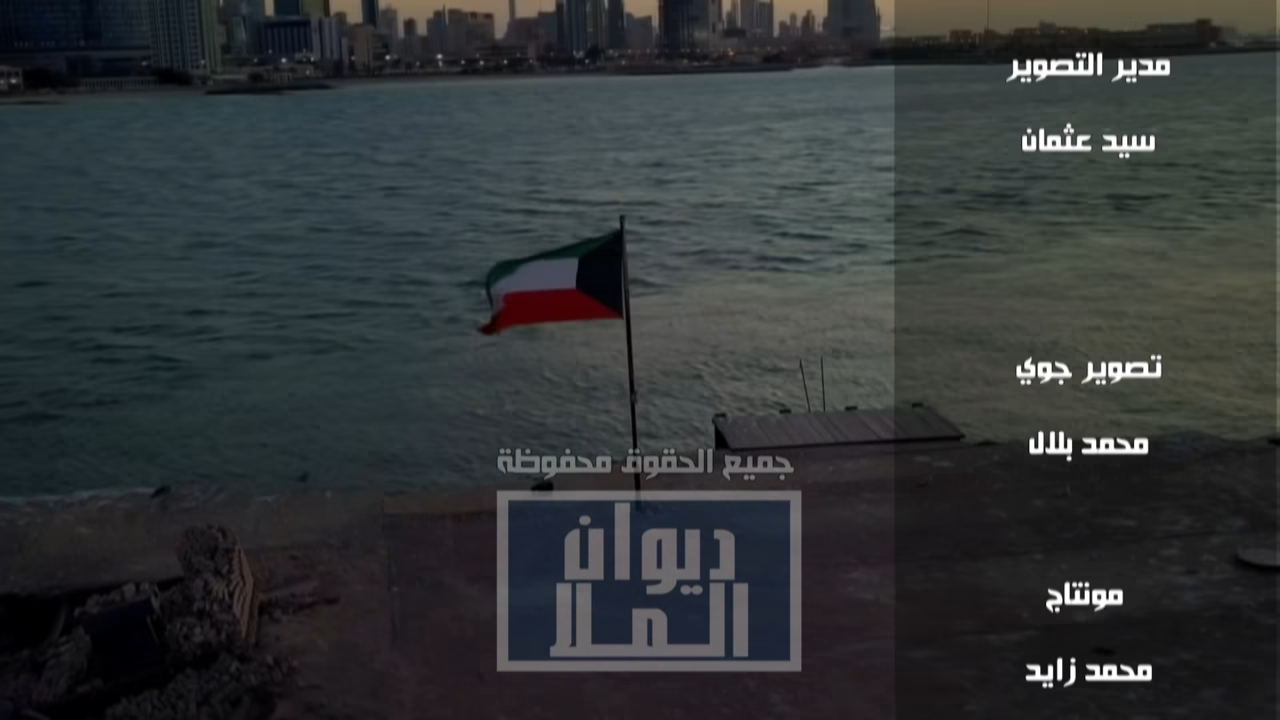 مدير التصوير
سيد عثمان
تصوير جوي
محمد بلال
مونتاج
محمد زايد
جميع الحقوق محفوظة
ديوان
الملا